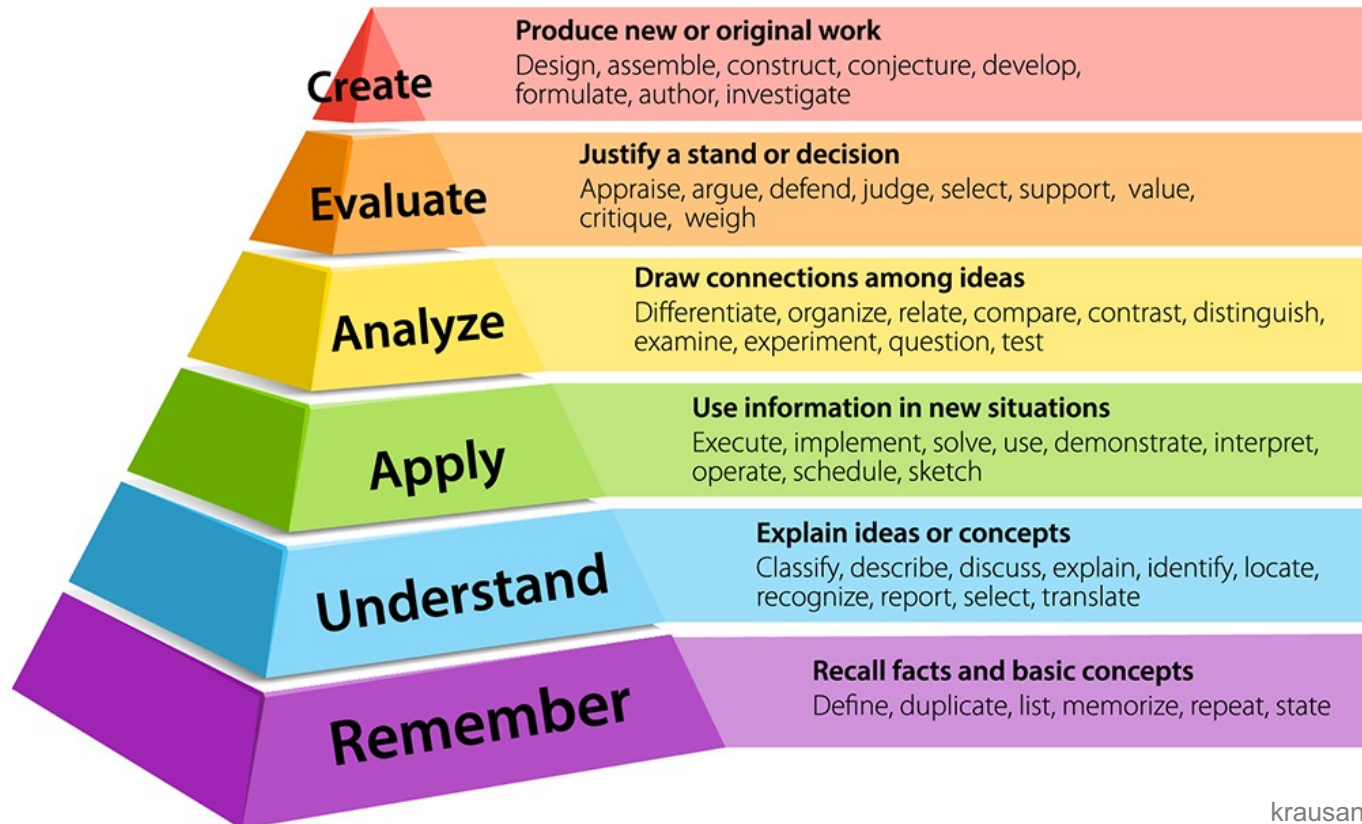 Create
Produce new or original work
Design, assemble, construct, conjecture, develop,
formulate, author, investigate
Evaluate
Justify a stand or decision
Appraise, argue, defend, judge, select, support, value,
critique, weigh
Analyze
Draw connections among ideas
Differentiate, organize, relate, compare, contrast, distinguish,
examine, experiment, question, test
Apply
Use information in new situations
Execute, implement, solve, use, demonstrate, interpret,
operate, schedule, sketch
Understand
Explain ideas or concepts
Classify, describe, discuss, explain, identify, locate,
recognize, report, select, translate
Remember
Recall facts and basic concepts
Define, duplicate, list, memorize, repeat, state
krausan